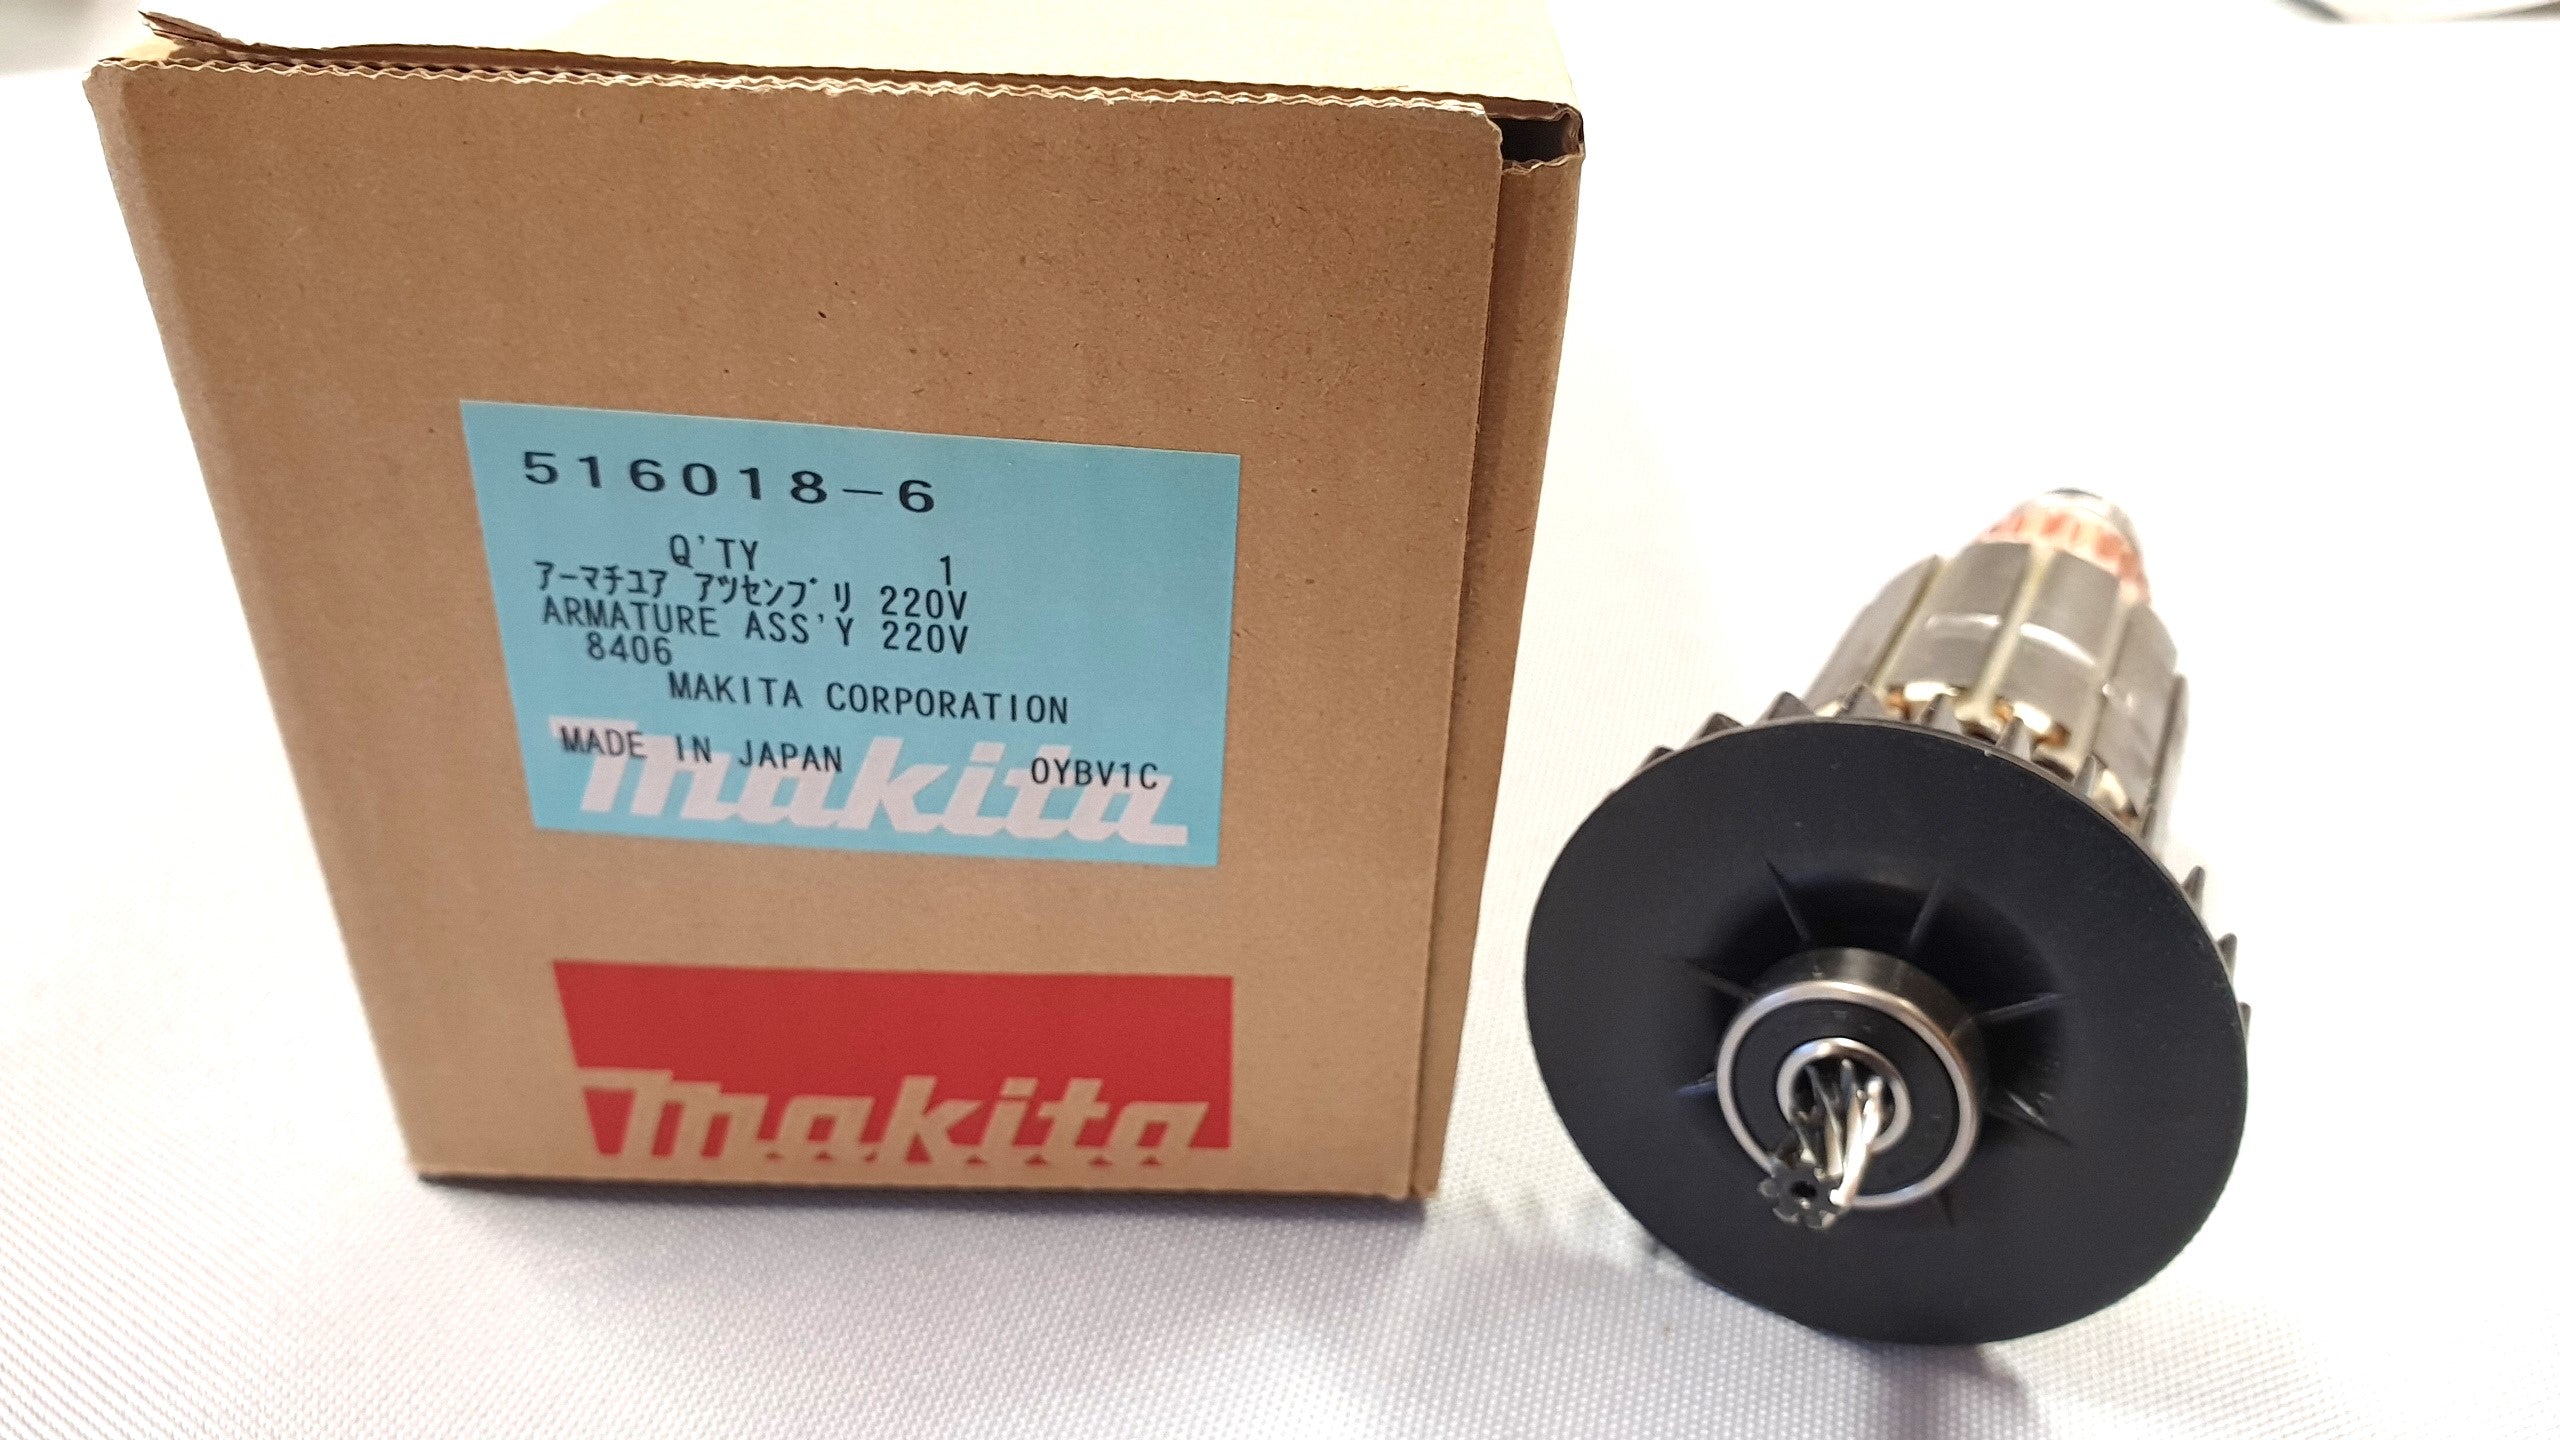 516018-6
Q'TY 1
アーマチュア アツセンブリ 220V
ARMATURE ASS'Y 220V
8406
MAKITA CORPORATION
MADE IN JAPAN 0YBV1C
makita
makita